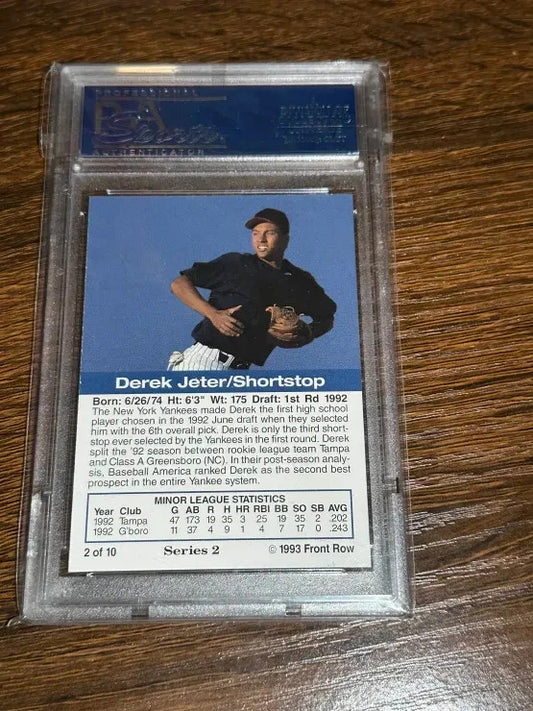 PROFESSIONAL
PSA
AUTHENTICATOR
Derek Jeter/Shortstop
Born: 6/26/74 Ht: 6'3" Wt: 175 Draft: 1st Rd 1992
The New York Yankees made Derek the first high school
player chosen in the 1992 June draft when they selected
him with the 6th overall pick. Derek is only the third short-
stop ever selected by the Yankees in the first round. Derek
split the '92 season between rookie league team Tampa
and Class A Greensboro (NC). In their post-season analy-
sis, Baseball America ranked Derek as the second best
prospect in the entire Yankee system.
MINOR LEAGUE STATISTICS
Year Club G AB R H HR RBI BB SO SB AVG
1992 Tampa 47 173 19 35 3 25 19 35 2 .202
1992 G'boro 11 37 4 9 1 4 7 17 0 .243
2 of 10 Series 2 © 1993 Front Row